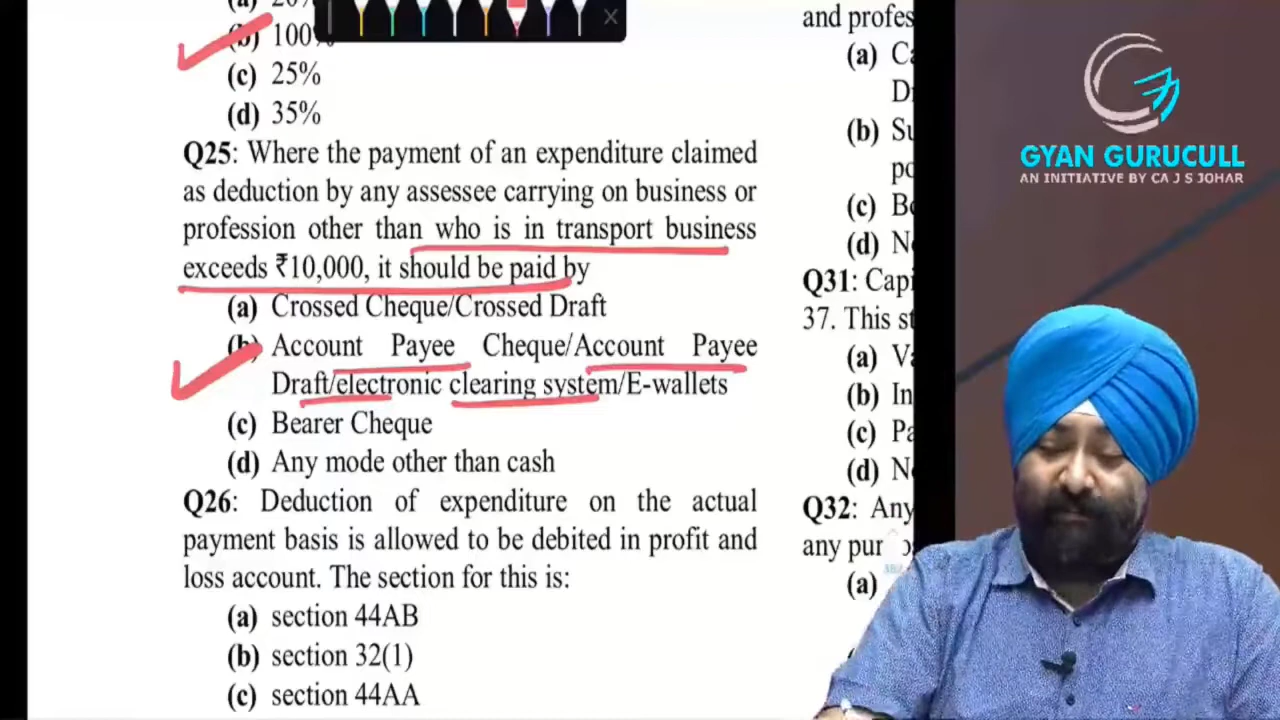 (b) 100%
(c) 25%
(d) 35%
Q25: Where the payment of an expenditure claimed
as deduction by any assessee carrying on business or
profession other than who is in transport business
exceeds ₹10,000, it should be paid by
(a) Crossed Cheque/Crossed Draft
(b) Account Payee Cheque/Account Payee
Draft/electronic clearing system/E-wallets
(c) Bearer Cheque
(d) Any mode other than cash
Q26: Deduction of expenditure on the actual
payment basis is allowed to be debited in profit and
loss account. The section for this is:
(a) section 44AB
(b) section 32(1)
(c) section 44AA
and profes
(a)
(b)
(c)
(d)
Q31: Capi
37. This st
(a)
(b) In
(c)
(d)
Q32: Any
any pur
(a)
GYAN GURUCULL
AN INITIATIVE BY CA J S JOHAR